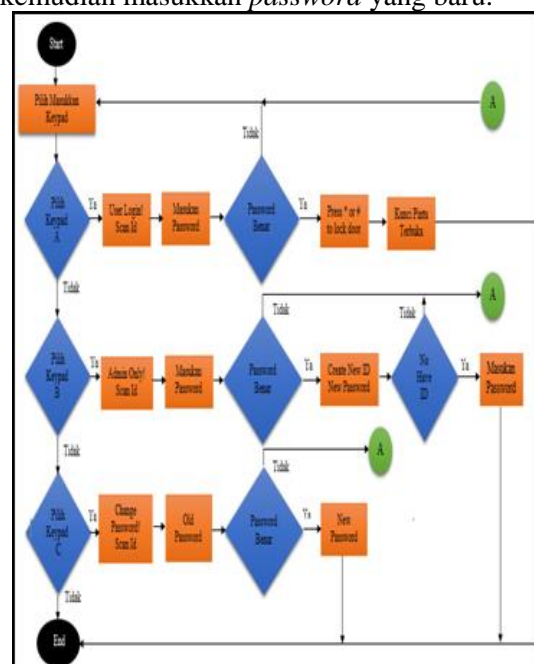 kemudian masukkan password yang baru.
Start
Pilih Masukkan
Keypad
A
Tidak
Pilih
Keypad
A
Ya
User Login!
Scan Id
Masukan
Password
Password
Benar
Ya
Press * or #
to lock door
Kunci Pintu
Terbuka
Tidak
A
Tidak
Tidak
Pilih
Keypad
B
Ya
Admin Only!
Scan Id
Masukan
Password
Password
Benar
Ya
Create New ID
New Password
No
Have
ID
Ya
Masukan
Password
Tidak
A
Tidak
Pilih
Keypad
C
Ya
Change
Password!
Scan Id
Old
Password
Password
Benar
Ya
New
Password
Tidak
End